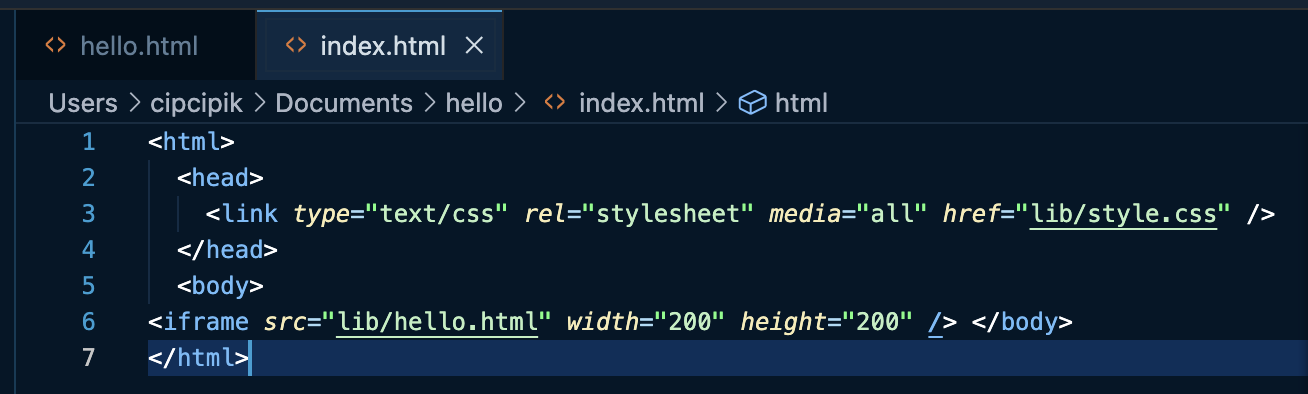 hello.html index.html
Users > cipcipik > Documents > hello > index.html > html
1 <html>
2 <head>
3 <link type="text/css" rel="stylesheet" media="all" href="lib/style.css" />
4 </head>
5 <body>
6 <iframe src="lib/hello.html" width="200" height="200" /> </body>
7 </html>